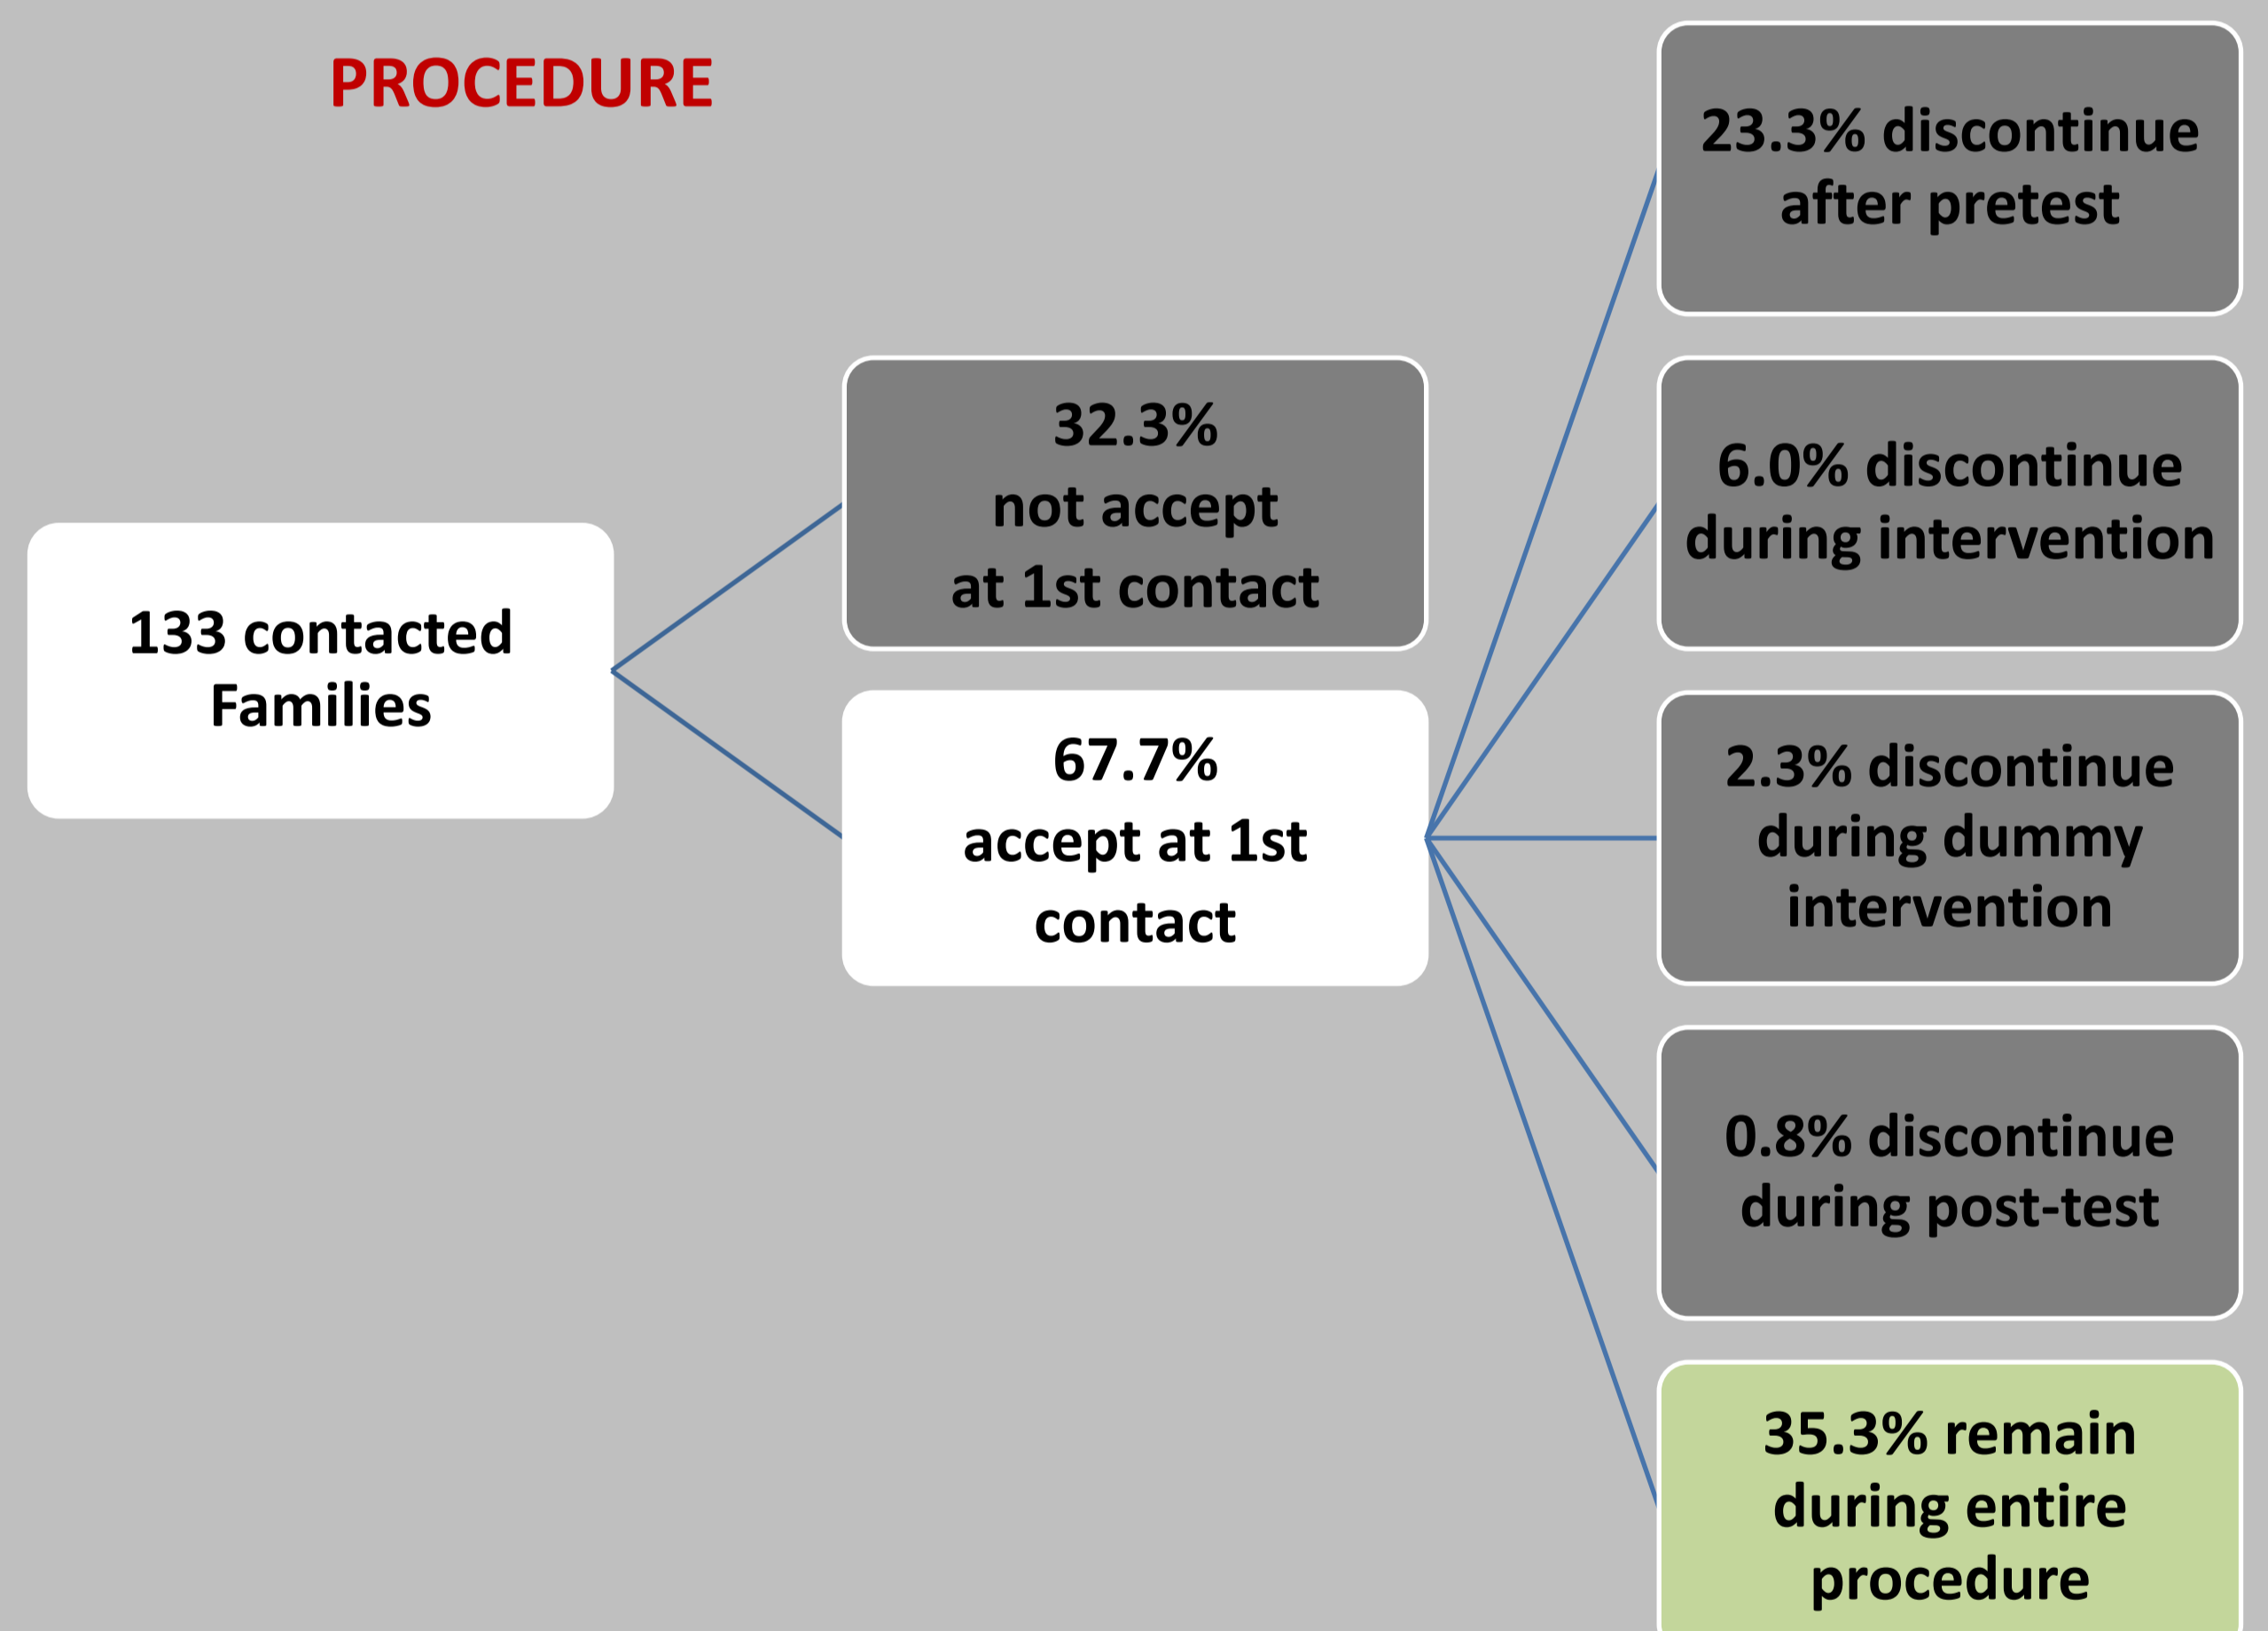 PROCEDURE
133 contacted
Families
32.3%
not accept
at 1st contact
67.7%
accept at 1st
contact
23.3% discontinue
after pretest
6.0% discontinue
during intervention
2.3% discontinue
during dummy
intervention
0.8% discontinue
during post-test
35.3% remain
during entire
procedure